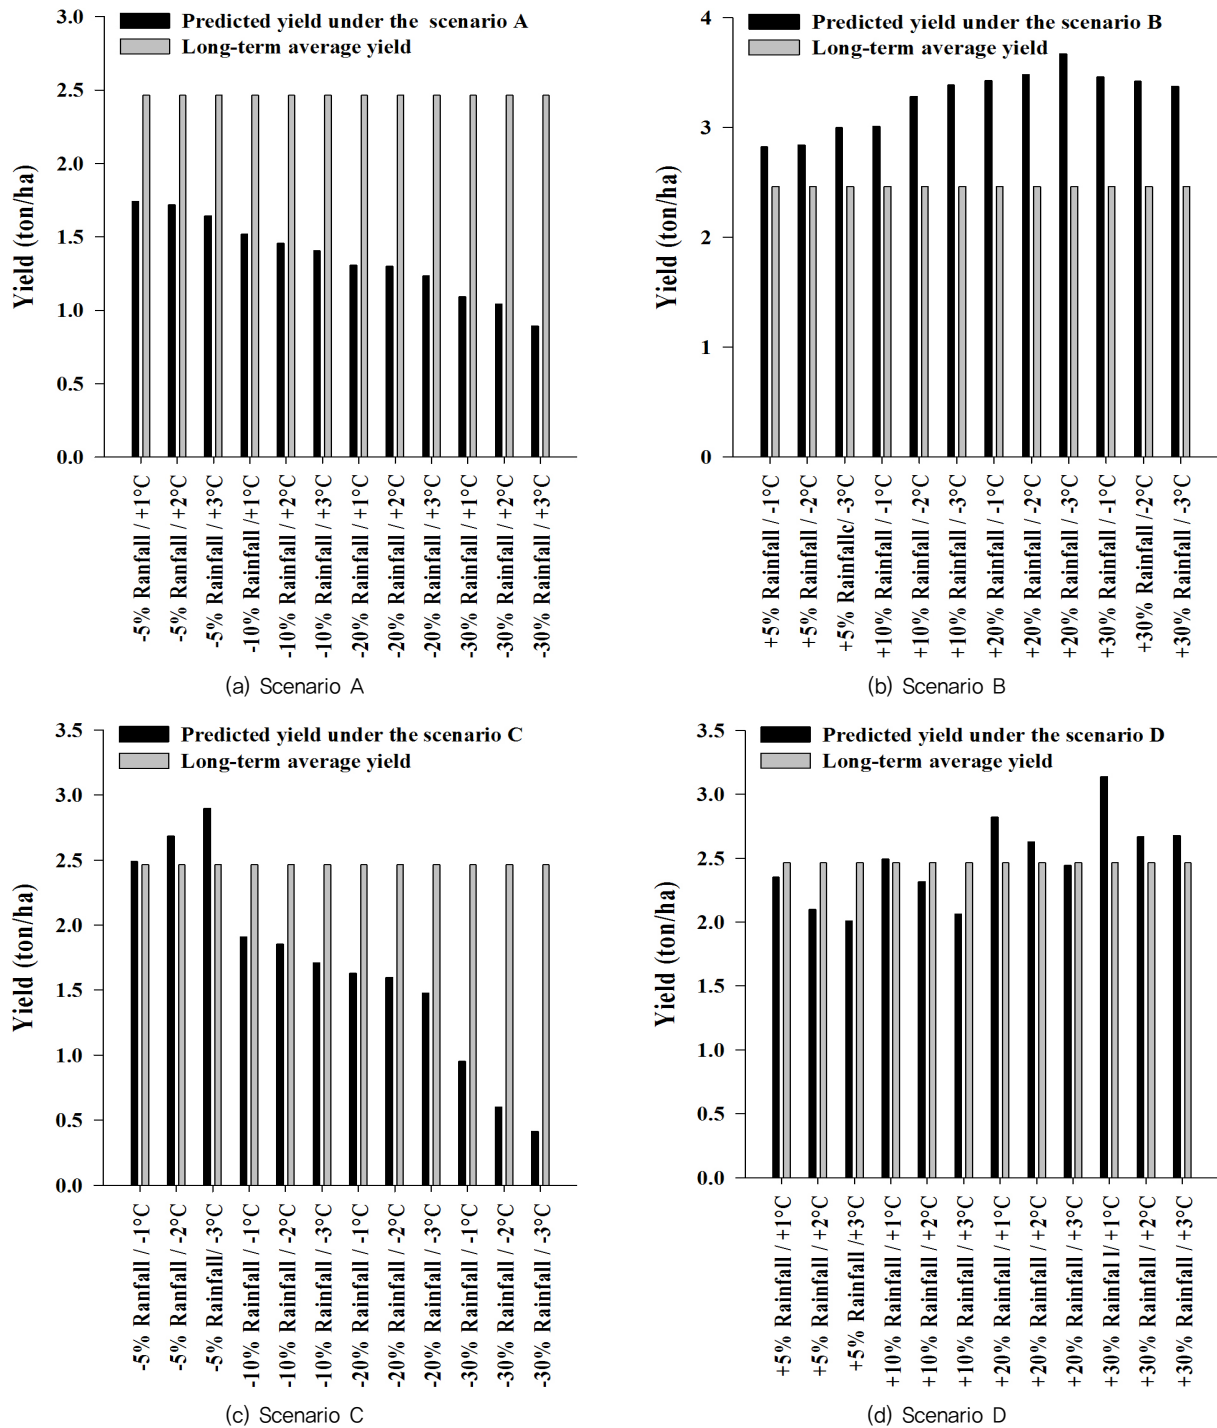 Predicted yield under the scenario A
Long-term average yield
Yield (ton/ha)
3.0
2.5
2.0
1.5
1.0
0.5
0.0
-5% Ranfall / +1°C
-5% Ranfall / +2°C
-5% Rainfall / +3°C
-10% Rainfall /+1°C
-10% Rainfall / +2°C
-10% Rainfall / +3°C
-20% Rainfall / +1°C
-20% Rainfall / +2°C
-20% Rainfall / +3°C
-30% Rainfall / +1°C
-30% Rainfall / +2°C
-30% Rainfall / +3°C
(a) Scenario A
Predicted yield under the scenario B
Long-term average yield
Yield (ton/ha)
4
3
2
1
0
+5% Rainfall / -1°C
+5% Rainfall / -2°C
+5% Rainfallc/ -3°C
+10% Rainfall / -1°C
+10% Rainfall / -2°C
+10% Rainfall / -3°C
+20% Rainfall / -1°C
+20% Rainfall / -2°C
+20% Rainfall / -3°C
+30% Rainfall / -1°C
+30% Rainfall /-2°C
+30% Rainfall / -3°C
(b) Scenario B
Predicted yield under the scenario C
Long-term average yield
Yield (ton/ha)
3.5
3.0
2.5
2.0
1.5
1.0
0.5
0.0
-5% Ranfall / -1°C
-5% Ranfall / -2°C
-5% Rainfall/ -3°C
-10% Rainfall / -1°C
-10% Rainfall / -2°C
-10% Rainfall / -3°C
-20% Rainfall / -1°C
-20% Rainfall / -2°C
-20% Rainfall / -3°C
-30% Rainfall / -1°C
-30% Rainfall / -2°C
-30% Rainfall / -3°C
(c) Scenario C
Predicted yield under the scenario D
Long-term average yield
Yield (ton/ha)
3.5
3.0
2.5
2.0
1.5
1.0
0.5
0.0
+5% Rainfall / +1°C
+5% Rainfall / +2°C
+5% Rainfall /+3°C
+10% Rainfall / +1°C
+10% Rainfall / +2°C
+10% Rainfall / +3°C
+20% Rainfall / +1°C
+20% Rainfall / +2°C
+20% Rainfall / +3°C
+30% Rainfal l/ +1°C
+30% Rainfall / +2°C
+30% Rainfall / +3°C
(d) Scenario D